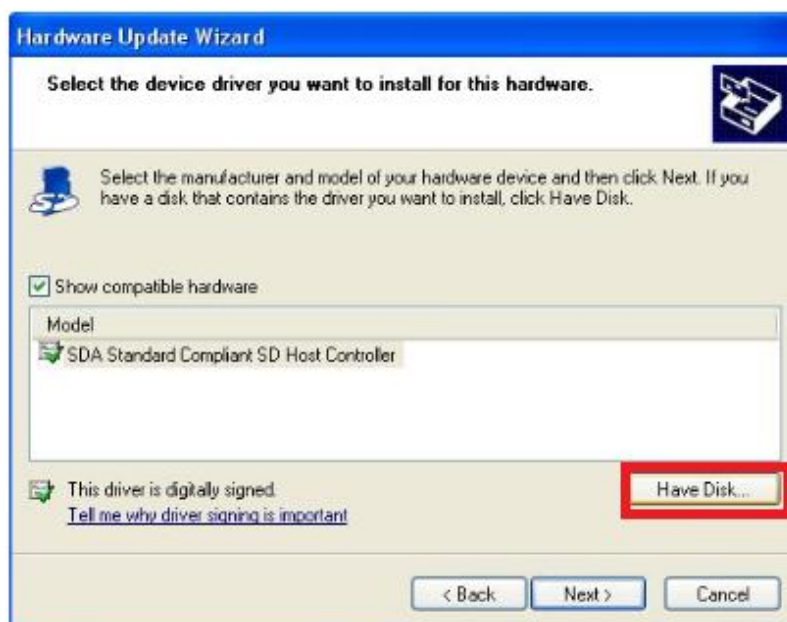 Hardware Update Wizard
Select the device driver you want to install for this hardware.
Select the manufacturer and model of your hardware device and then click Next. If you
have a disk that contains the driver you want to install, click Have Disk.
Show compatible hardware
Model
SDA Standard Compliant SD Host Controller
This driver is digitally signed.
Have Disk...
Tell me why driver signing is important
< Back
Next >
Cancel